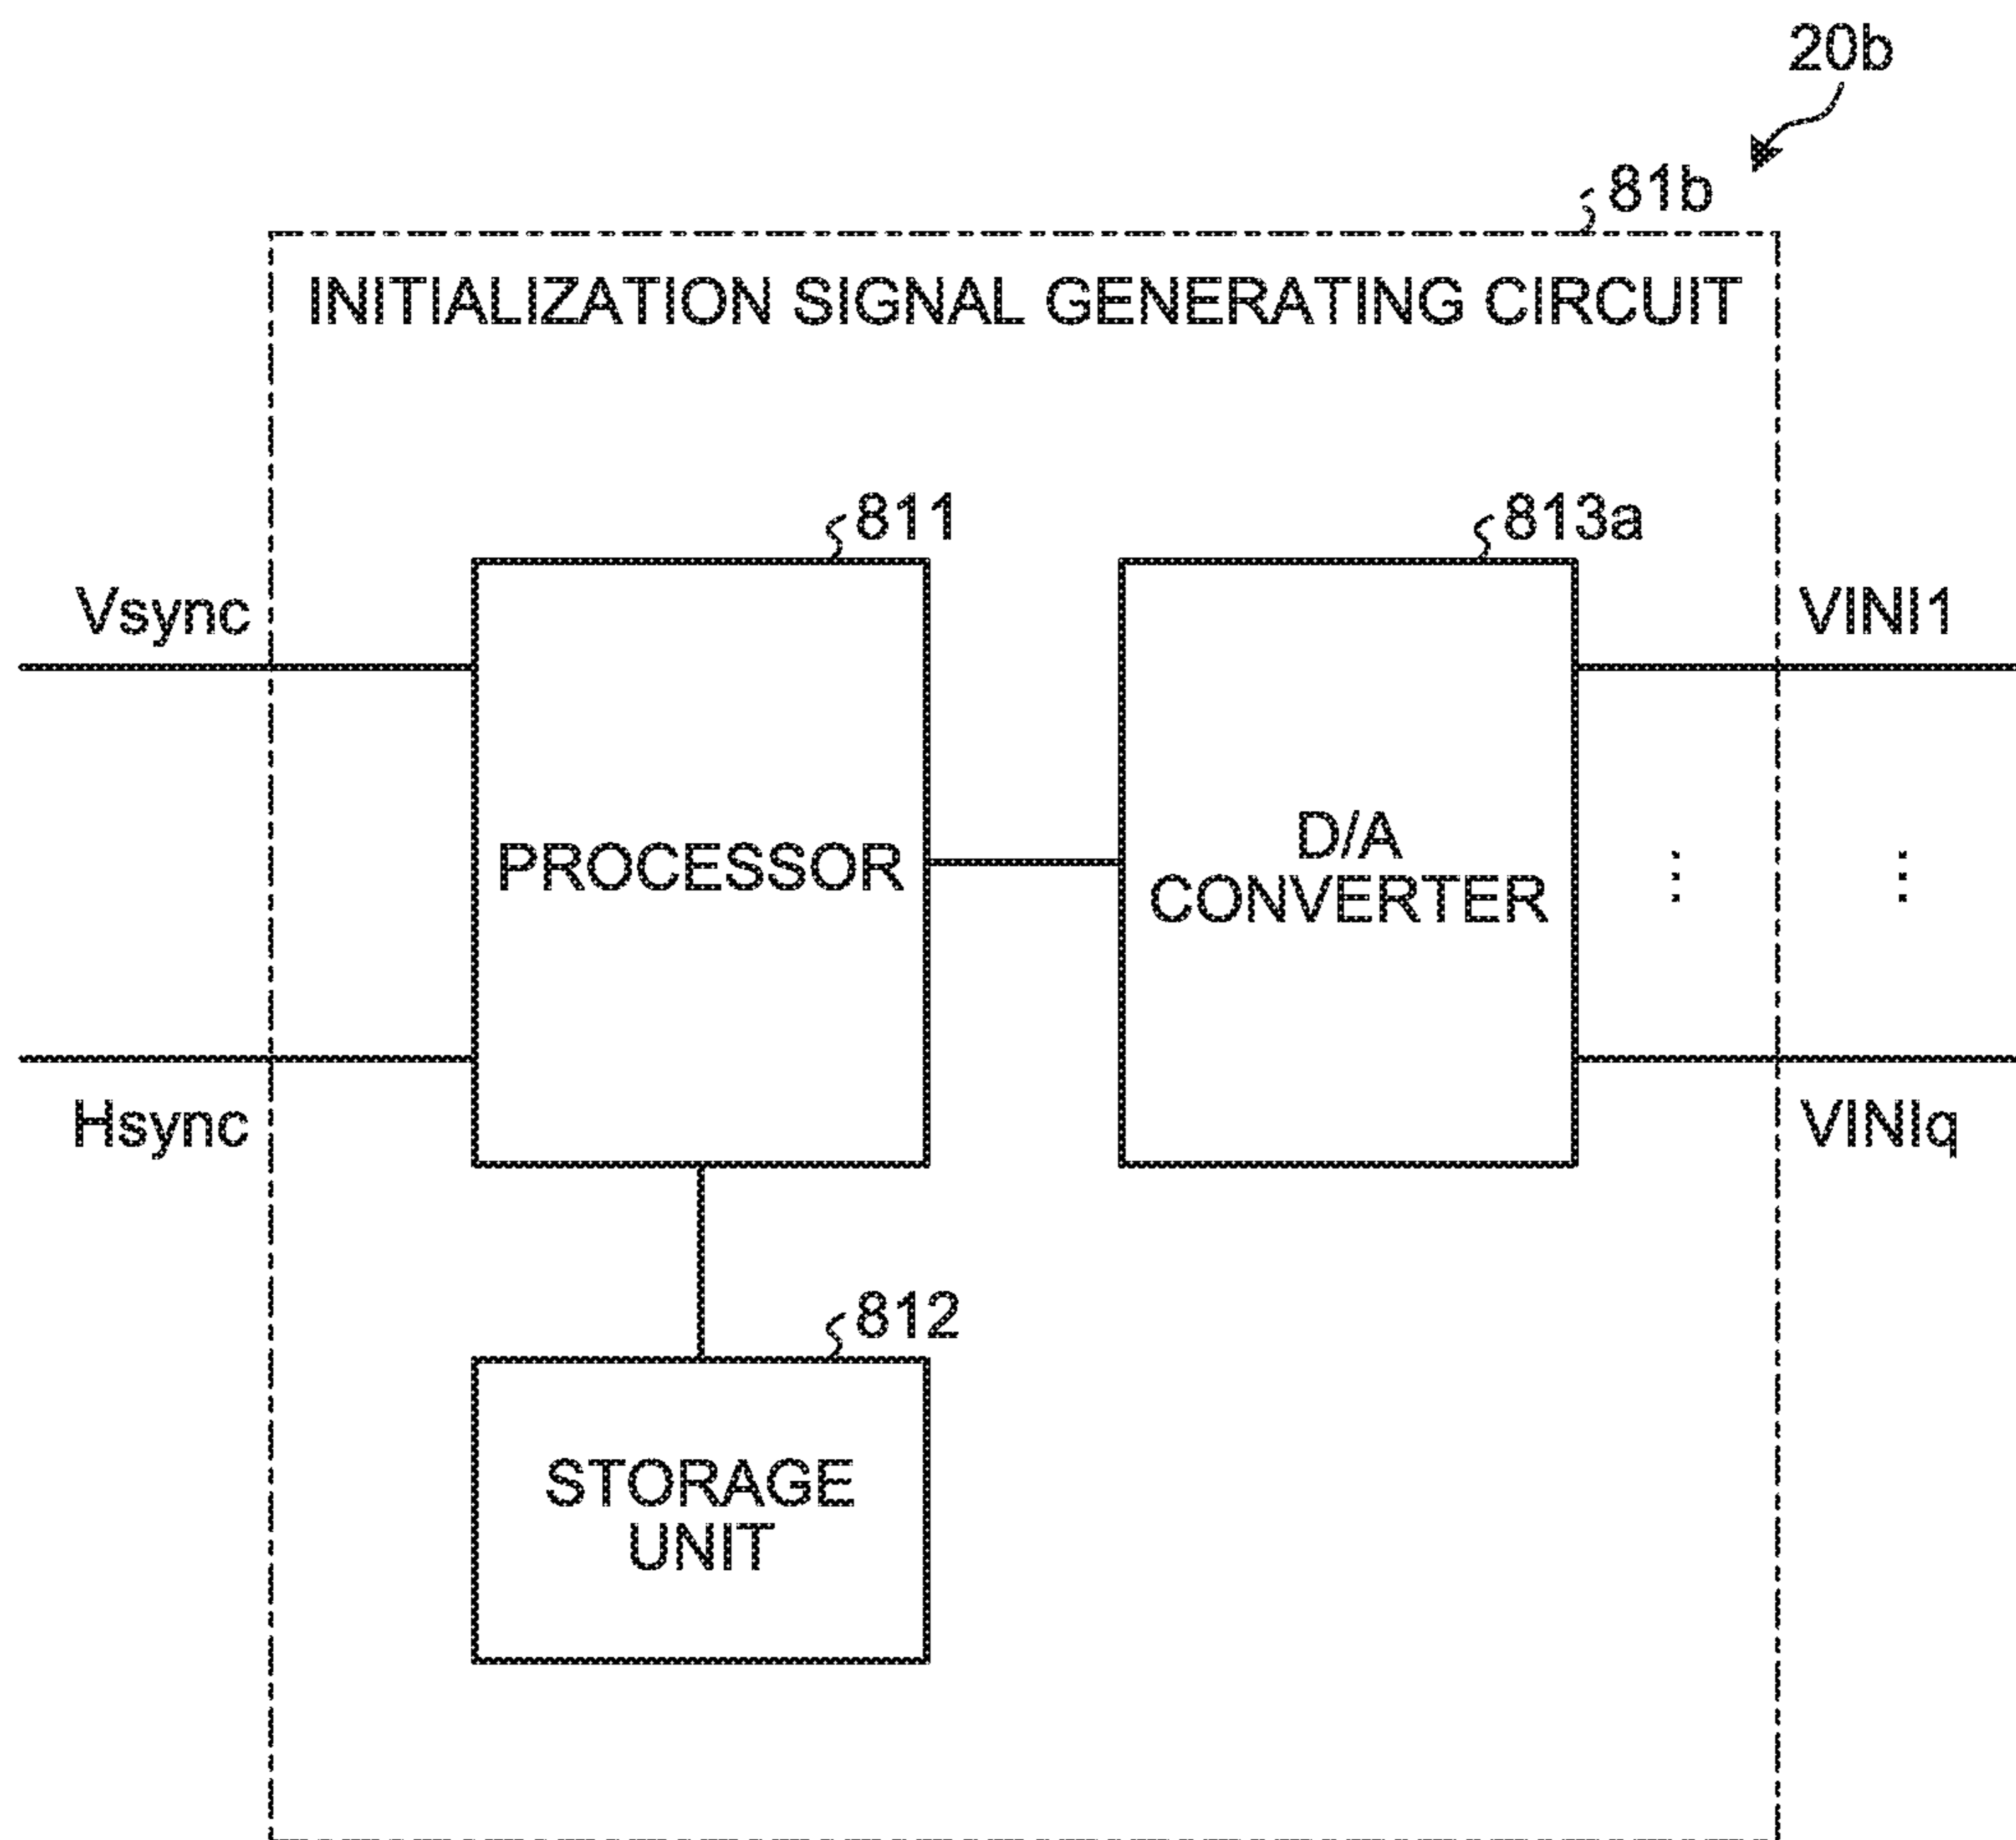 20b
81b
INITIALIZATION SIGNAL GENERATING CIRCUIT
811
813a
Vsync
VINI1
PROCESSOR
D/A
CONVERTER
Hsync
VINIq
812
STORAGE
UNIT